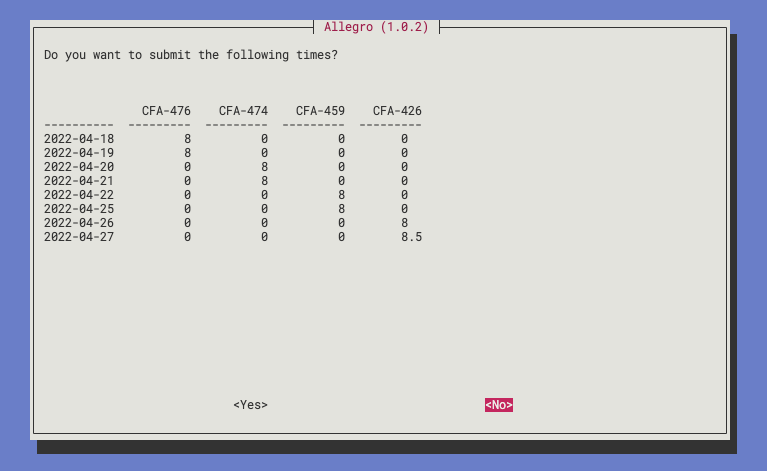 Allegro (1.0.2)
Do you want to submit the following times?
CFA-476 CFA-474 CFA-459 CFA-426
---------- --------- --------- --------- ---------
2022-04-18 8 0 0 0
2022-04-19 8 0 0 0
2022-04-20 0 8 0 0
2022-04-21 0 8 0 0
2022-04-22 0 0 8 0
2022-04-25 0 0 8 0
2022-04-26 0 0 0 8
2022-04-27 0 0 0 8.5
<Yes> <No>